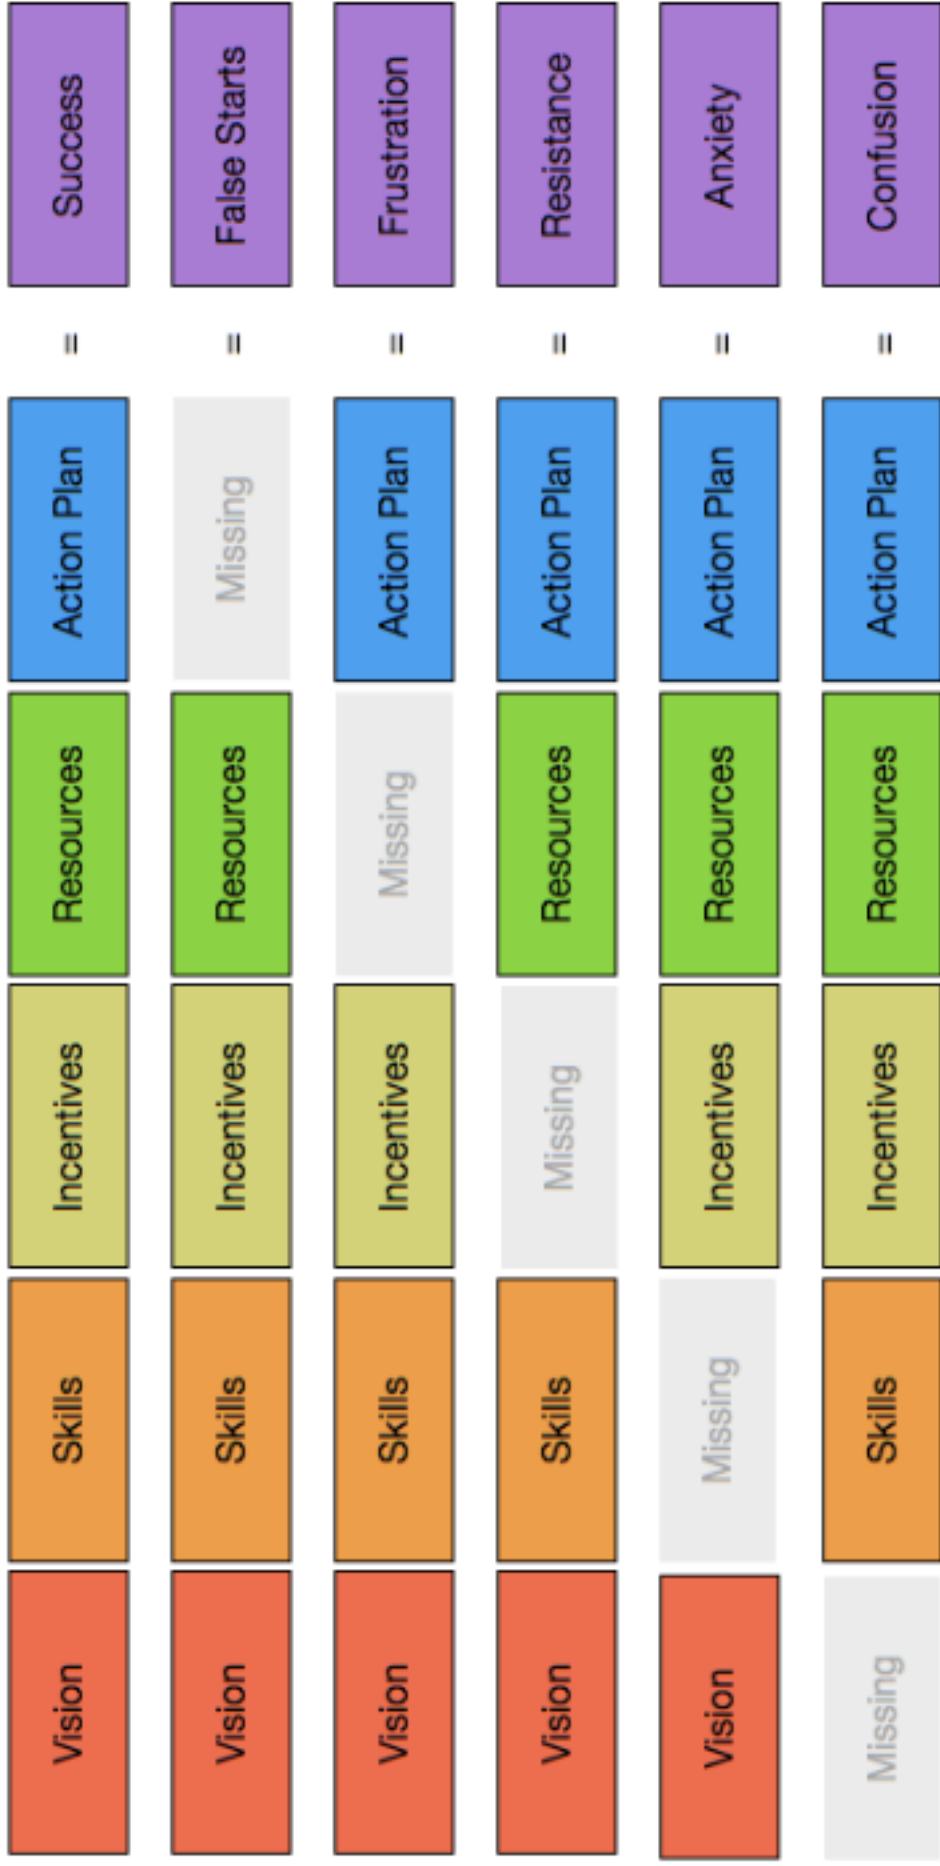 Vision Skills Incentives Resources Action Plan = Success
Vision Skills Incentives Resources Missing = False Starts
Vision Skills Incentives Missing Action Plan = Frustration
Vision Skills Missing Resources Action Plan = Resistance
Vision Missing Incentives Resources Action Plan = Anxiety
Missing Skills Incentives Resources Action Plan = Confusion